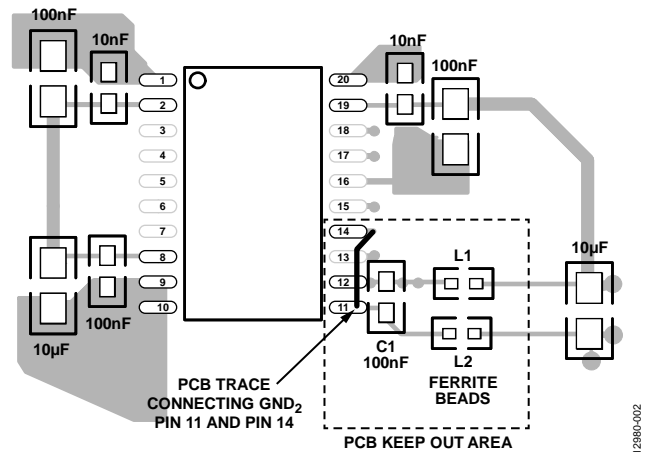 100nF
10nF
10nF
100nF
1
2
3
4
5
6
7
8
9
10
20
19
18
17
16
15
14
13
12
11
10µF
100nF
C1
100nF
L1
L2
FERRITE
BEADS
10µF
PCB TRACE
CONNECTING GND2
PIN 11 AND PIN 14
PCB KEEP OUT AREA
12980-002